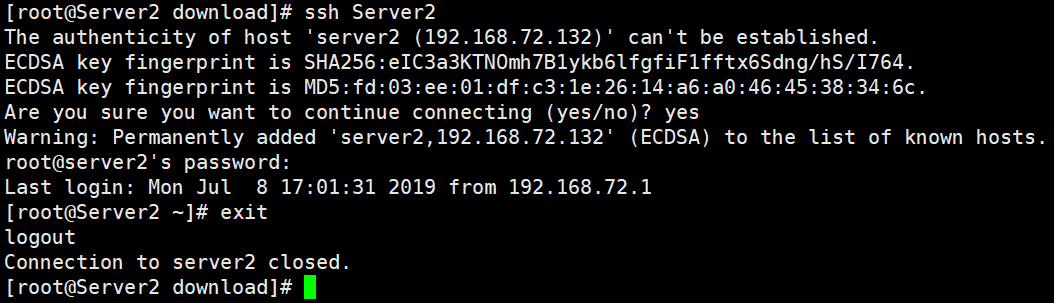 [root@Server2 download]# ssh Server2
The authenticity of host 'server2 (192.168.72.132)' can't be established.
ECDSA key fingerprint is SHA256:eIC3a3KTNOmh7B1ykb6lfgfiF1fftx6Sdng/hS/I764.
ECDSA key fingerprint is MD5:fd:03:ee:01:df:c3:1e:26:14:a6:a0:46:45:38:34:6c.
Are you sure you want to continue connecting (yes/no)? yes
Warning: Permanently added 'server2,192.168.72.132' (ECDSA) to the list of known hosts.
root@server2's password:
Last login: Mon Jul  8 17:01:31 2019 from 192.168.72.1
[root@Server2 ~]# exit
logout
Connection to server2 closed.
[root@Server2 download]#